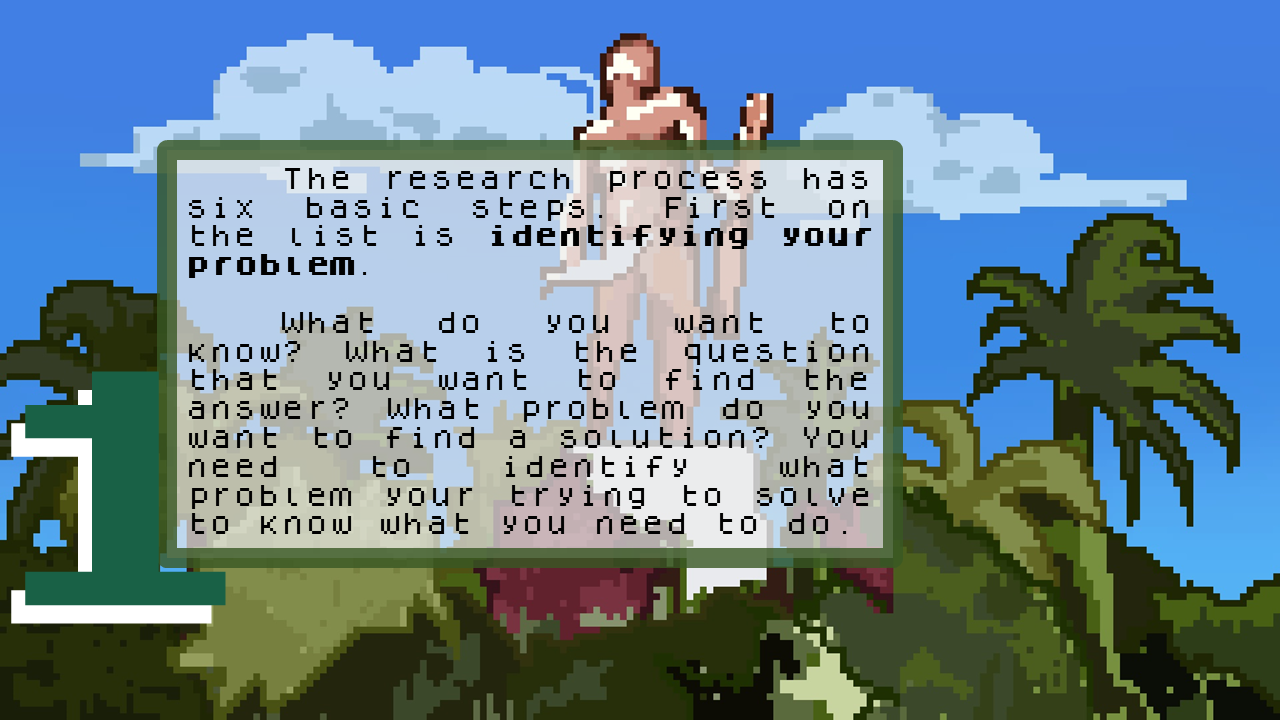 The research process has
six basic steps. First on
the list is identifying your
problem.
What do you want to
know? What is the question
that you want to find the
answer? What problem do you
want to find a solution? You
need to identify what
problem your trying to solve
to know what you need to do.
1